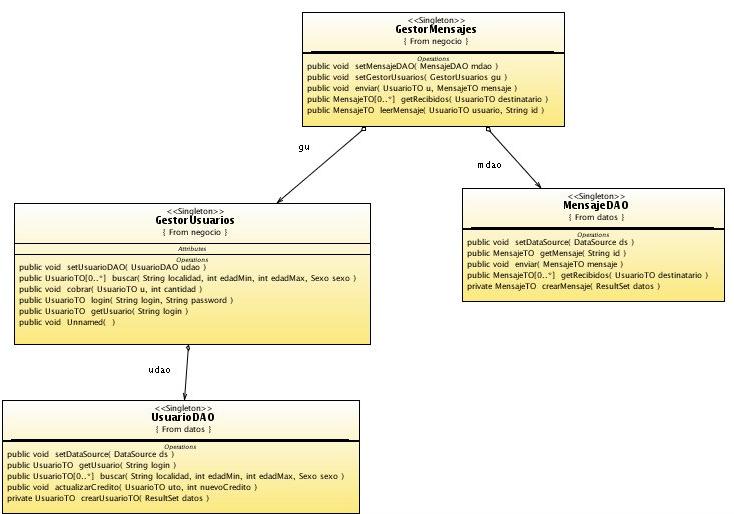 <<Singleton>>
GestorMensajes
{ From negocio }
Operations
public void setMensajeDAO( MensajeDAO mdao )
public void setGestorUsuarios( GestorUsuarios gu )
public void enviar( UsuarioTO u, MensajeTO mensaje )
public MensajeTO[0..*] getRecibidos( UsuarioTO destinatario )
public MensajeTO leerMensaje( UsuarioTO usuario, String id )
gu
mdao
<<Singleton>>
GestorUsuarios
{ From negocio }
Attributes
Operations
public void setUsuarioDAO( UsuarioDAO udao )
public UsuarioTO[0..*] buscar( String localidad, int edadMin, int edadMax, Sexo sexo )
public void cobrar( UsuarioTO u, int cantidad )
public UsuarioTO login( String login, String password )
public UsuarioTO getUsuario( String login )
public void Unnamed( )
<<Singleton>>
MensajeDAO
{ From datos }
Operations
public void setDataSource( DataSource ds )
public MensajeTO getMensaje( String id )
public void enviar( MensajeTO mensaje )
public MensajeTO[0..*] getRecibidos( UsuarioTO destinatario )
private MensajeTO crearMensaje( ResultSet datos )
udao
<<Singleton>>
UsuarioDAO
{ From datos }
Operations
public void setDataSource( DataSource ds )
public UsuarioTO getUsuario( String login )
public UsuarioTO[0..*] buscar( String localidad, int edadMin, int edadMax, Sexo sexo )
public void actualizarCredito( UsuarioTO uto, int nuevoCredito )
private UsuarioTO crearUsuarioTO( ResultSet datos )